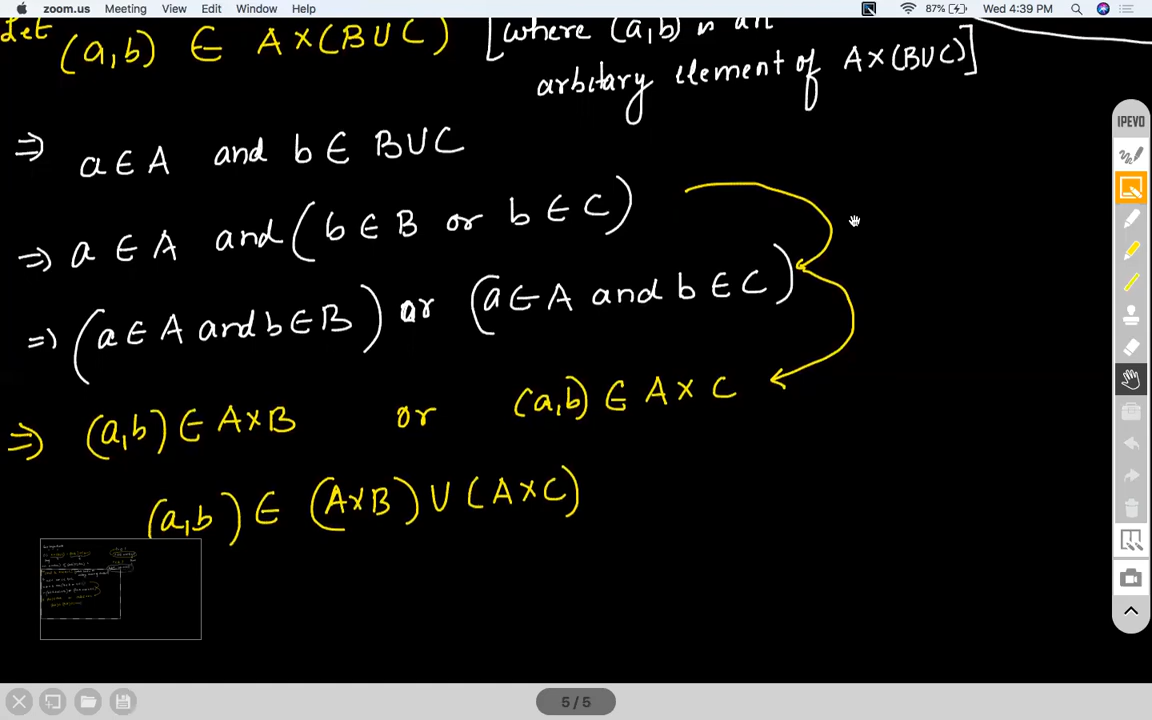 zoom.us Meeting View Edit Window Help 87% Wed 4:39 PM
Let (a,b) ∈ A×(B∪C) [where (a,b) is an
arbitary element of A×(B∪C)]
IPEVO
⇒ a∈A and b∈ B∪C
⇒ a ∈ A and (b ∈ B or b ∈ C)
⇒ (a∈A and b∈B) or (a∈A and b∈C)
⇒ (a,b) ∈ A×B or (a,b) ∈ A×C
(a,b) ∈ (A×B) ∪ (A×C)
5 / 5